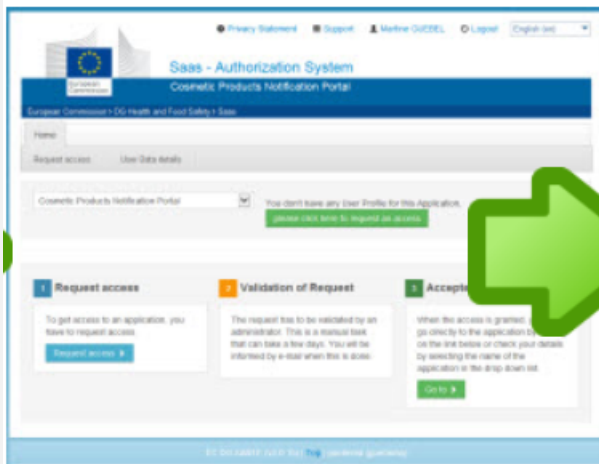 Privacy Statement Support Martine Logout English (en)
European
Commission
Saas - Authorization System
Cosmetic Products Notification Portal
European Commission > DG Health and Food Safety > Saas
Home
Request access User Data details
Cosmetic Products Notification Portal
You don't have any User Profile for this Application.
please click here to request an access
1 Request access
To get access to an application, you
have to request access
Request access
2 Validation of Request
The request has to be validated by an
administrator. This is a manual task
that can take a few days. You will be
informed by e-mail when this is done.
3 Accepte
When the access is granted,
go directly to the application by
on the link below or check your details
by selecting the name of the
application in the drop down list.
Go to
Top